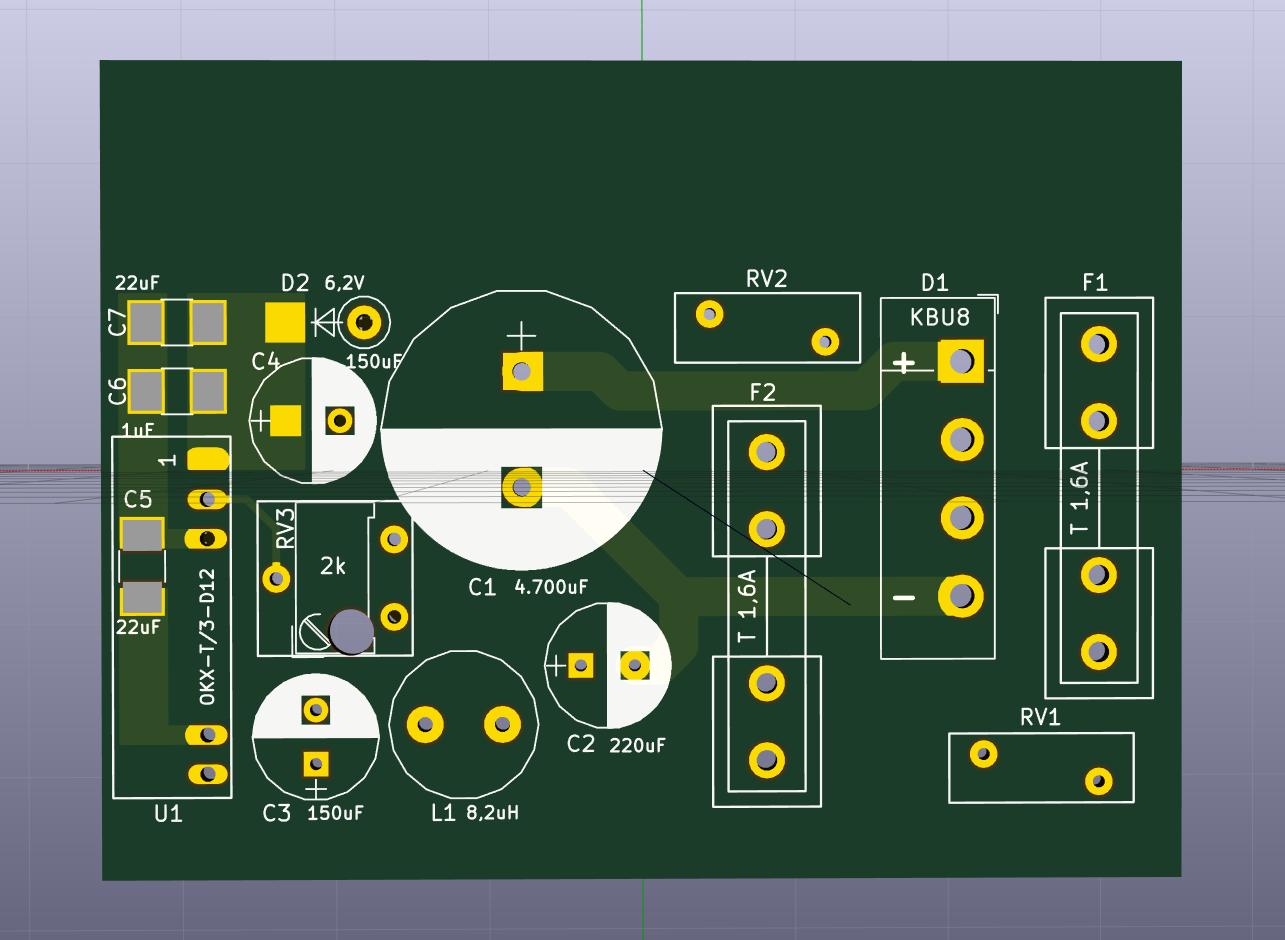 22uF
C7
D2 6,2V
C4 150uF
C6
1uF
1
C5
22uF
OKX-T/3-D12
U1
RV3
2k
+
C1 4.700uF
+
C2 220uF
+
C3 150uF
L1 8,2uH
RV2
F2
T 1,6A
D1
KBU8
+
-
F1
T 1,6A
RV1